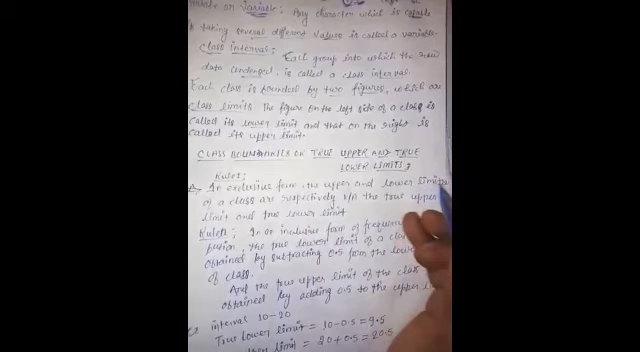 Variate or Variable: Any character which is capable
of taking several different values is called a variable.
Class interval: Each group into which the raw
data condenged, is called a class interval.
Each class is bounded by two figures, which are
class limits. The figure on the left side of a class is
called its lower limit and that on the right is
called its upper limit.
CLASS BOUNDARIES OR TRUE UPPER AND TRUE
LOWER LIMITS;
Rule1:
In exclusive form, the upper and lower limits
of a class are respectively the true upper
limit and true lower limit
Rule2: In an inclusive form of frequency
the true lower limit of a class
obtained by subtracting 0.5 from the lower
of class.
And the true upper limit of the class
obtained by adding 0.5 to the upper
interval 10-20
True lower limit = 10-0.5 = 9.5
limit = 20+0.5 = 20.5